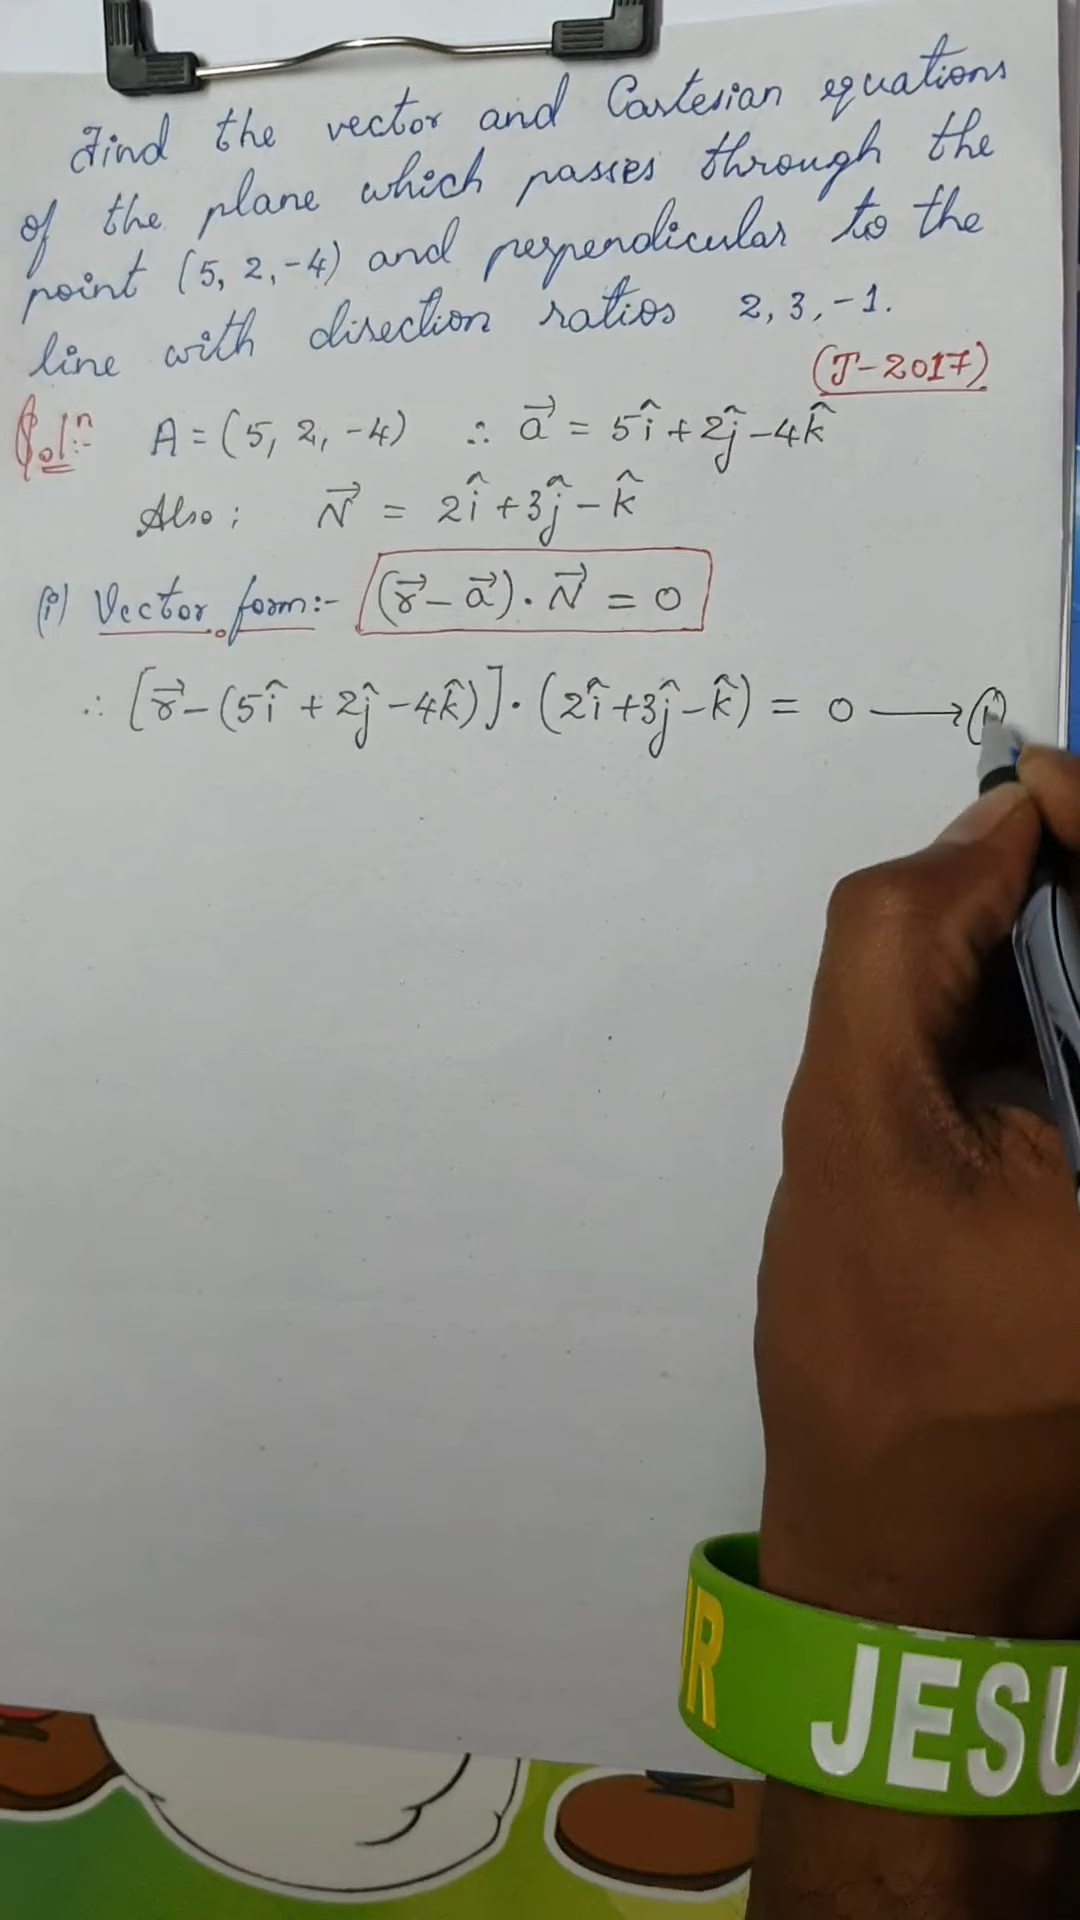 Find the vector and Cartesian equations
of the plane which passes through the
point (5, 2, -4) and perpendicular to the
line with direction ratios 2, 3, -1.
(J-2017)
Solⁿ:- A = (5, 2, -4) ∴ a⃗ = 5î + 2ĵ - 4k̂
Also; N⃗ = 2î + 3ĵ - k̂
(i) Vector form:- (r⃗ - a⃗) · N⃗ = 0
∴ [r⃗ - (5î + 2ĵ - 4k̂)] · (2î + 3ĵ - k̂) = 0 ⟶
JESU